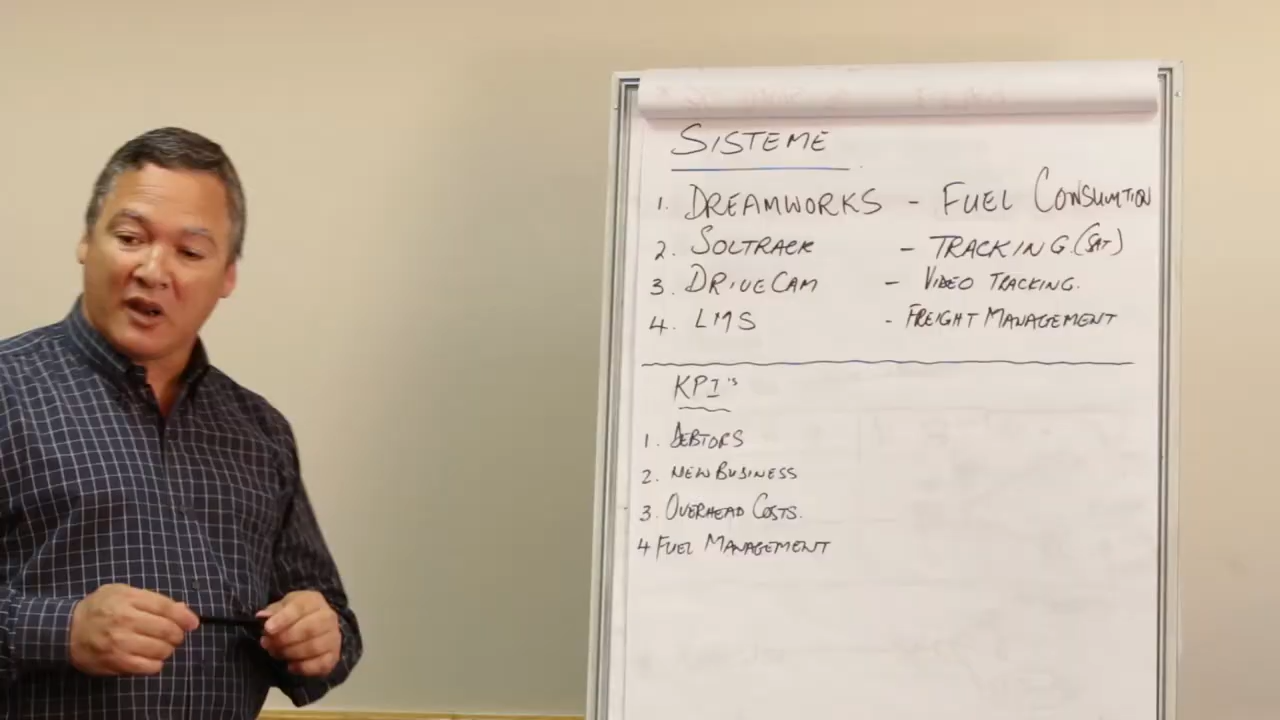 SISTEME
1. DREAMWORKS - FUEL CONSUMTION
2. SOLTRACK - TRACKING.(SAT)
3. DRIVECAM - VIDEO TRACKING.
4. LMS - FREIGHT MANAGEMENT
KPI's
1. DEBTORS
2. NEW BUSINESS
3. OVERHEAD COSTS.
4 FUEL MANAGEMENT